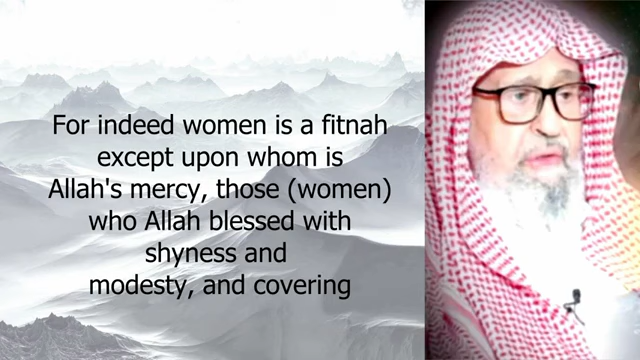 For indeed women is a fitnah
except upon whom is
Allah's mercy, those (women)
who Allah blessed with
shyness and
modesty, and covering